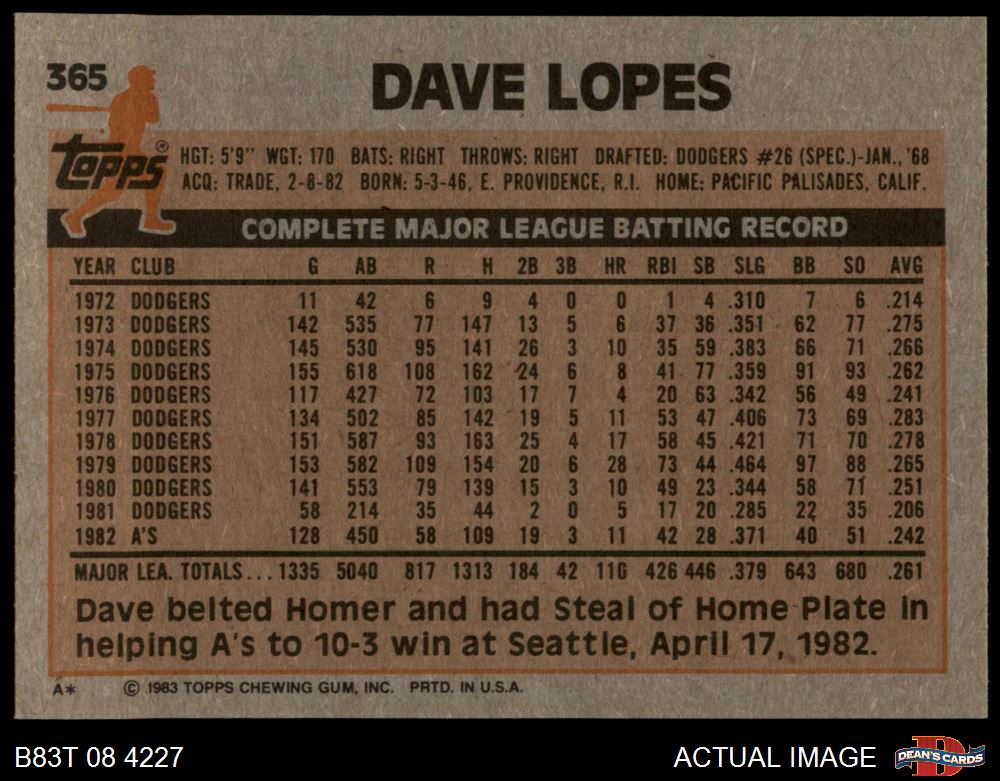 365
DAVE LOPES
Topps®
HGT: 5'9" WGT: 170 BATS: RIGHT THROWS: RIGHT DRAFTED: DODGERS #26 (SPEC.)-JAN., '68
ACQ: TRADE, 2-8-82 BORN: 5-3-46, E. PROVIDENCE, R.I. HOME: PACIFIC PALISADES, CALIF.
COMPLETE MAJOR LEAGUE BATTING RECORD
YEAR CLUB G AB R H 2B 3B HR RBI SB SLG BB SO AVG
1972 DODGERS 11 42 6 9 4 0 0 1 4 .310 7 6 .214
1973 DODGERS 142 535 77 147 13 5 6 37 36 .351 62 77 .275
1974 DODGERS 145 530 95 141 26 3 10 35 59 .383 66 71 .266
1975 DODGERS 155 618 108 162 24 6 8 41 77 .359 91 93 .262
1976 DODGERS 117 427 72 103 17 7 4 20 63 .342 56 49 .241
1977 DODGERS 134 502 85 142 19 5 11 53 47 .406 73 69 .283
1978 DODGERS 151 587 93 163 25 4 17 58 45 .421 71 70 .278
1979 DODGERS 153 582 109 154 20 6 28 73 44 .464 97 88 .265
1980 DODGERS 141 553 79 139 15 3 10 49 23 .344 58 71 .251
1981 DODGERS 58 214 35 44 2 0 5 17 20 .285 22 35 .206
1982 A'S 128 450 58 109 19 3 11 42 28 .371 40 51 .242
MAJOR LEA. TOTALS... 1335 5040 817 1313 184 42 110 426 446 .379 643 680 .261
Dave belted Homer and had Steal of Home Plate in
helping A's to 10-3 win at Seattle, April 17, 1982.
A* © 1983 TOPPS CHEWING GUM, INC. PRTD. IN U.S.A.
B83T 08 4227 ACTUAL IMAGE D DEAN'S CARDS